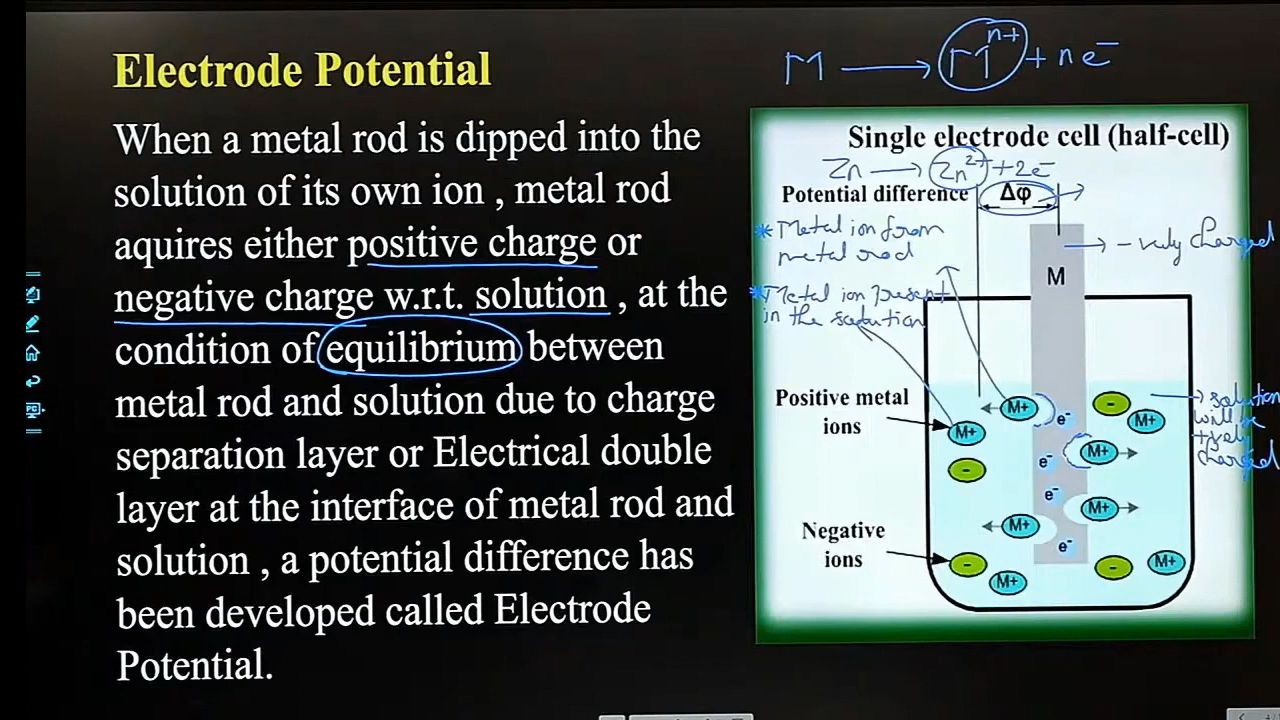 Electrode Potential
When a metal rod is dipped into the
solution of its own ion , metal rod
aquires either positive charge or
negative charge w.r.t. solution , at the
condition of equilibrium between
metal rod and solution due to charge
separation layer or Electrical double
layer at the interface of metal rod and
solution , a potential difference has
been developed called Electrode
Potential.
M ⟶ Mⁿ⁺ + ne⁻
Single electrode cell (half-cell)
Zn ⟶ Zn²⁺ + 2e⁻
Potential difference Δφ
* Metal ion from
metal rod
→ -vely charged
M
* Metal ion present
in the solution
Positive metal
ions
→ solution
will
+vely
charged
M+
M+
M+
M+
M+
M+
M+
M+
e⁻
e⁻
e⁻
e⁻
-
-
-
-
Negative
ions
PC